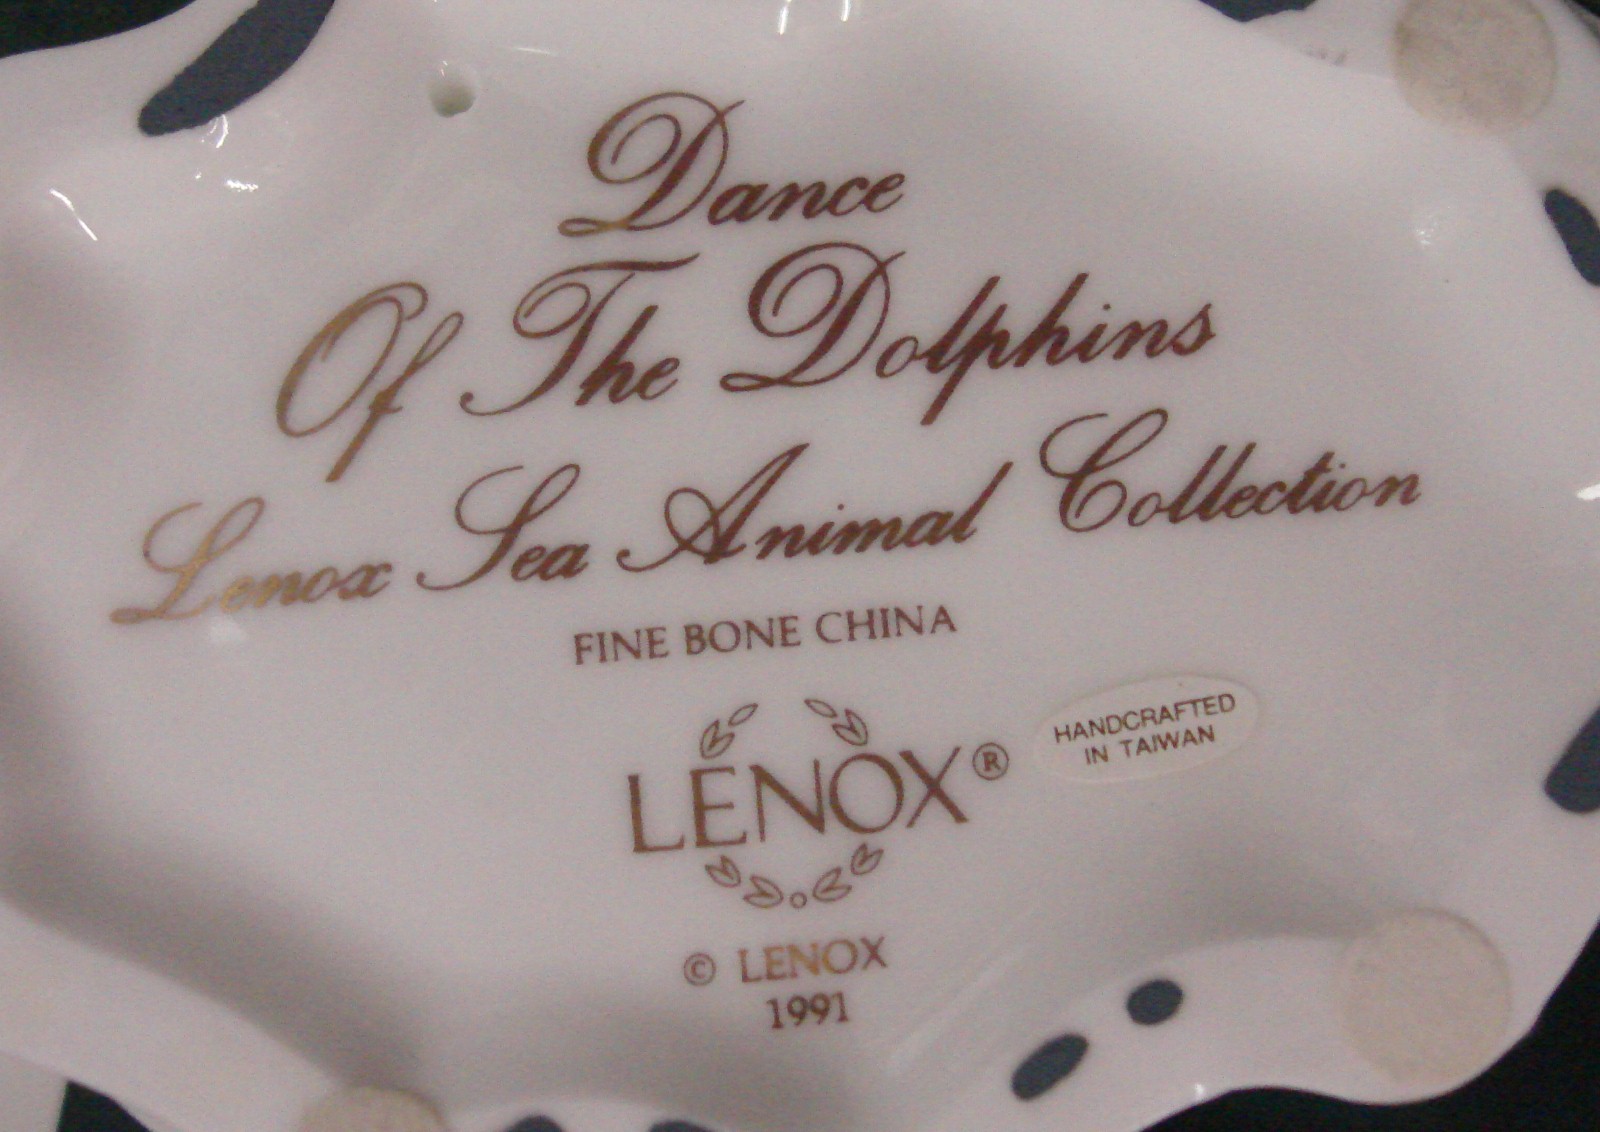 Dance
Of The Dolphins
Lenox Sea Animal Collection
FINE BONE CHINA
LENOX®
HANDCRAFTED
IN TAIWAN
© LENOX
1991